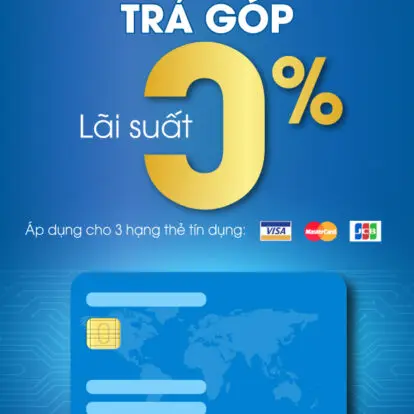 TRẢ GÓP
Lãi suất 0%
Áp dụng cho 3 hạng thẻ tín dụng: VISA MasterCard JCB